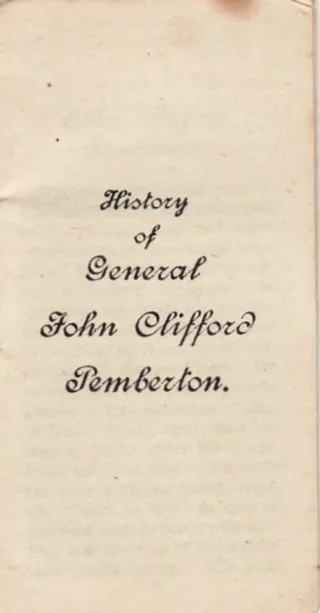 History
of
General
John Clifford
Pemberton.